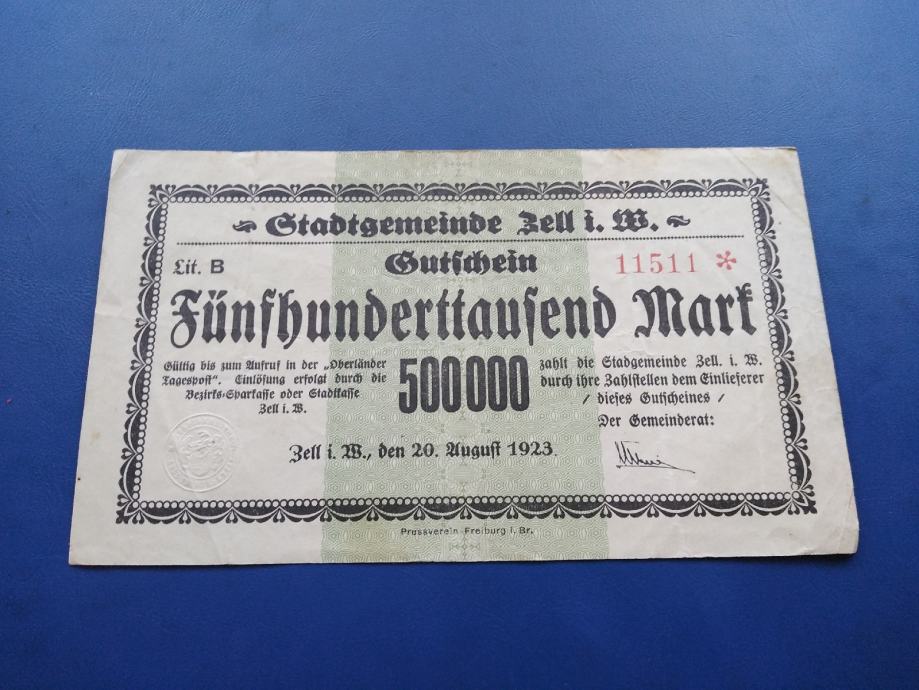 Stadtgemeinde Zell i. W.
Lit. B
Gutschein
11511 *
Fünfhunderttausend Mark
Gültig bis zum Aufruf in der „Oberländer
Tagespost". Einlösung erfolgt durch die
Bezirks-Sparkasse oder Stadtkasse
Zell i. W.
500000
zahlt die Stadgemeinde Zell. i. W.
durch ihre Zahlstellen dem Einlieferer
/ dieses Gutscheines /
Der Gemeinderat:
Zell i. W., den 20. August 1923.
Pressverein Freiburg i. Br.